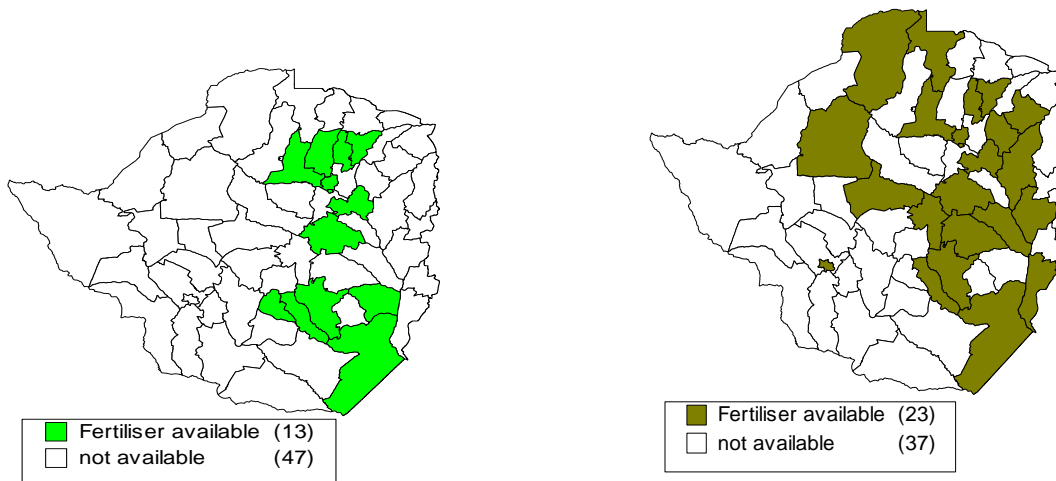 Fertiliser available (13)
not available (47)
Fertiliser available (23)
not available (37)